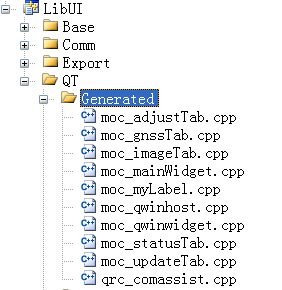 LibUI
Base
Comm
Export
QT
Generated
moc_adjustTab.cpp
moc_gnssTab.cpp
moc_imageTab.cpp
moc_mainWidget.cpp
moc_myLabel.cpp
moc_qwinhost.cpp
moc_qwinwidget.cpp
moc_statusTab.cpp
moc_updateTab.cpp
qrc_comassist.cpp